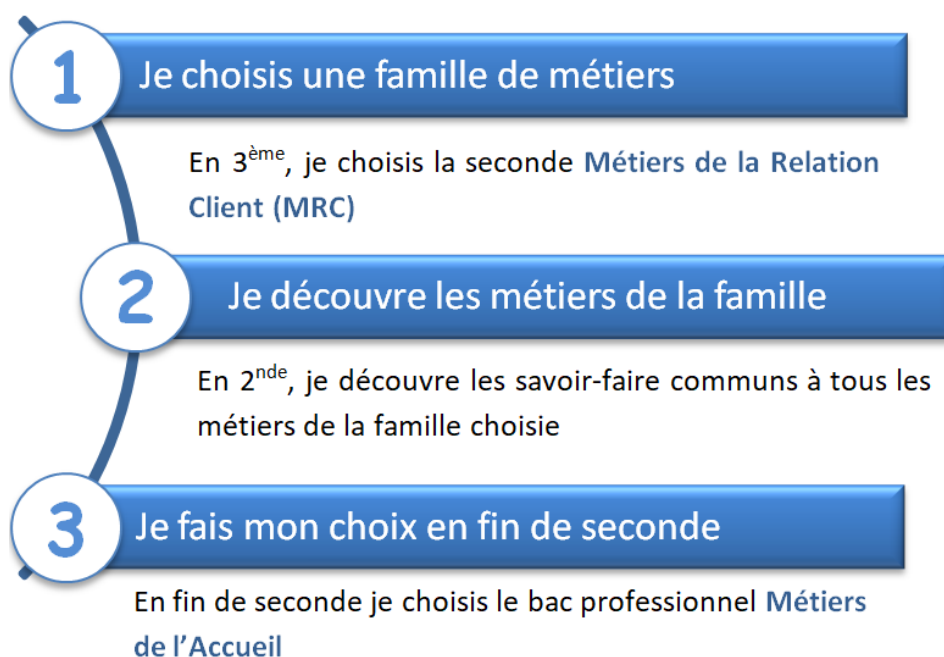 1
Je choisis une famille de métiers
En 3ème, je choisis la seconde Métiers de la Relation
Client (MRC)
2
Je découvre les métiers de la famille
En 2nde, je découvre les savoir-faire communs à tous les
métiers de la famille choisie
3
Je fais mon choix en fin de seconde
En fin de seconde je choisis le bac professionnel Métiers
de l’Accueil